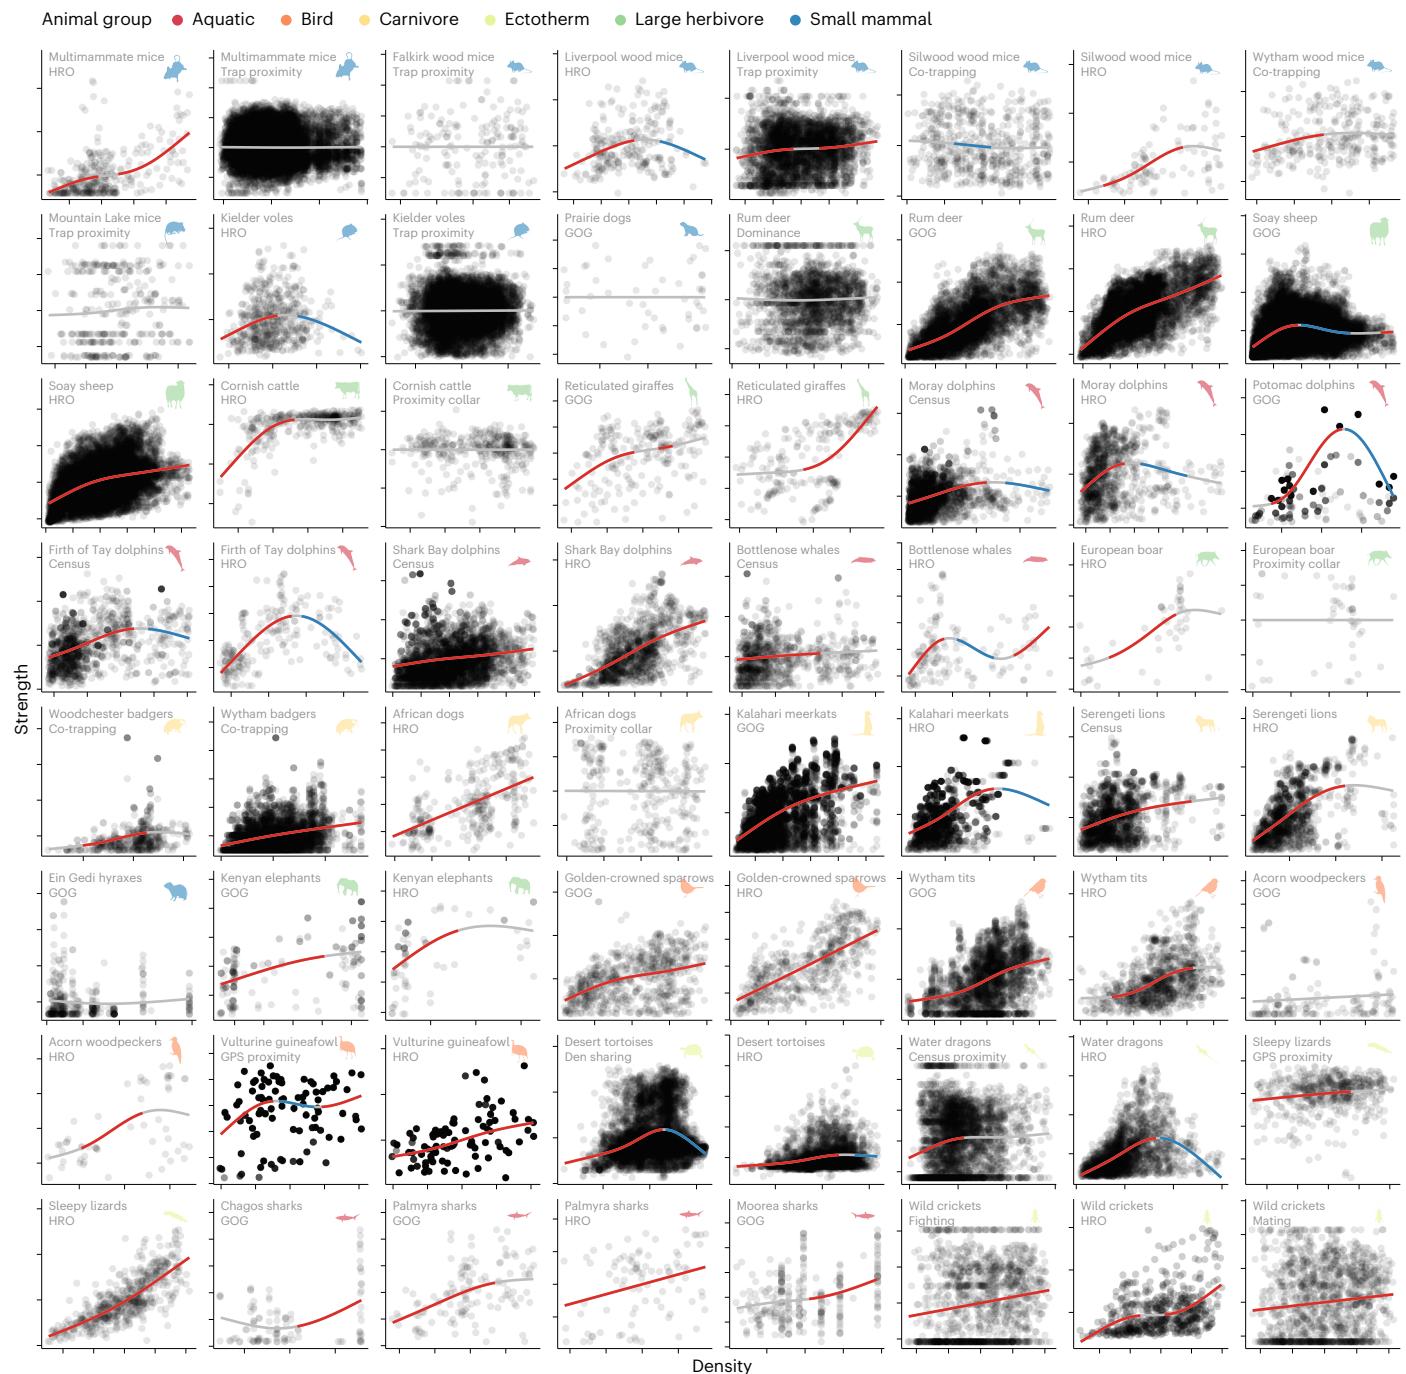 Animal group Aquatic Bird Carnivore Ectotherm Large herbivore Small mammal
Multimammate mice
HRO
Multimammate mice
Trap proximity
Falkirk wood mice
Trap proximity
Liverpool wood mice
HRO
Liverpool wood mice
Trap proximity
Silwood wood mice
Co-trapping
Silwood wood mice
HRO
Wytham wood mice
Co-trapping
Mountain Lake mice
Trap proximity
Kielder voles
HRO
Kielder voles
Trap proximity
Prairie dogs
GOG
Rum deer
Dominance
Rum deer
GOG
Rum deer
HRO
Soay sheep
GOG
Soay sheep
HRO
Cornish cattle
HRO
Cornish cattle
Proximity collar
Reticulated giraffes
GOG
Reticulated giraffes
HRO
Moray dolphins
Census
Moray dolphins
HRO
Potomac dolphins
GOG
Firth of Tay dolphins
Census
Firth of Tay dolphins
HRO
Shark Bay dolphins
Census
Shark Bay dolphins
HRO
Bottlenose whales
Census
Bottlenose whales
HRO
European boar
HRO
European boar
Proximity collar
Strength
Woodchester badgers
Co-trapping
Wytham badgers
Co-trapping
African dogs
HRO
African dogs
Proximity collar
Kalahari meerkats
GOG
Kalahari meerkats
HRO
Serengeti lions
Census
Serengeti lions
HRO
Ein Gedi hyraxes
GOG
Kenyan elephants
GOG
Kenyan elephants
HRO
Golden-crowned sparrows
GOG
Golden-crowned sparrows
HRO
Wytham tits
GOG
Wytham tits
HRO
Acorn woodpeckers
GOG
Acorn woodpeckers
HRO
Vulturine guineafowl
GPS proximity
Vulturine guineafowl
HRO
Desert tortoises
Den sharing
Desert tortoises
HRO
Water dragons
Census proximity
Water dragons
HRO
Sleepy lizards
GPS proximity
Sleepy lizards
HRO
Chagos sharks
GOG
Palmyra sharks
GOG
Palmyra sharks
HRO
Moorea sharks
GOG
Wild crickets
Fighting
Wild crickets
HRO
Wild crickets
Mating
Density